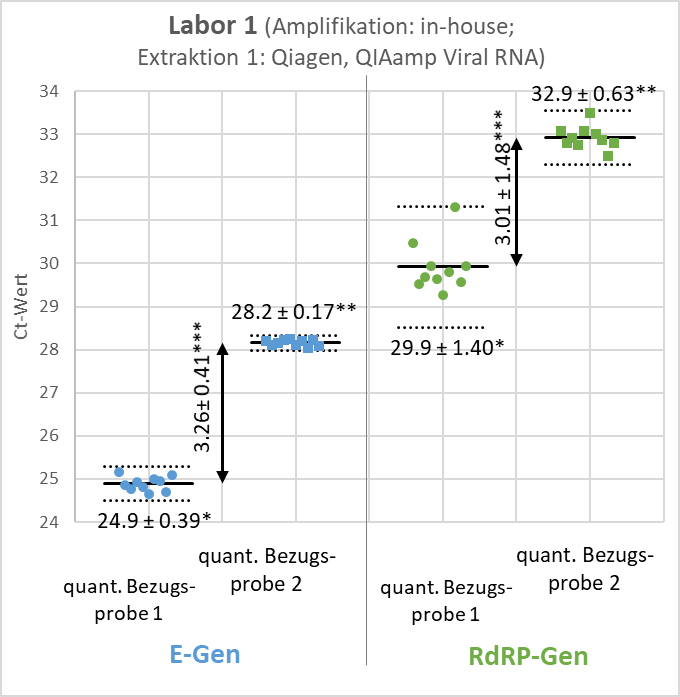 Labor 1 (Amplifikation: in-house;
Extraktion 1: Qiagen, QIAamp Viral RNA)
Ct-Wert
34
33
32
31
30
29
28
27
26
25
24
24.9 ± 0.39*
3.26± 0.41***
28.2 ± 0.17**
29.9 ± 1.40*
3.01 ± 1.48***
32.9 ± 0.63**
quant. Bezugs-
probe 1
quant. Bezugs-
probe 2
quant. Bezugs-
probe 1
quant. Bezugs-
probe 2
E-Gen
RdRP-Gen